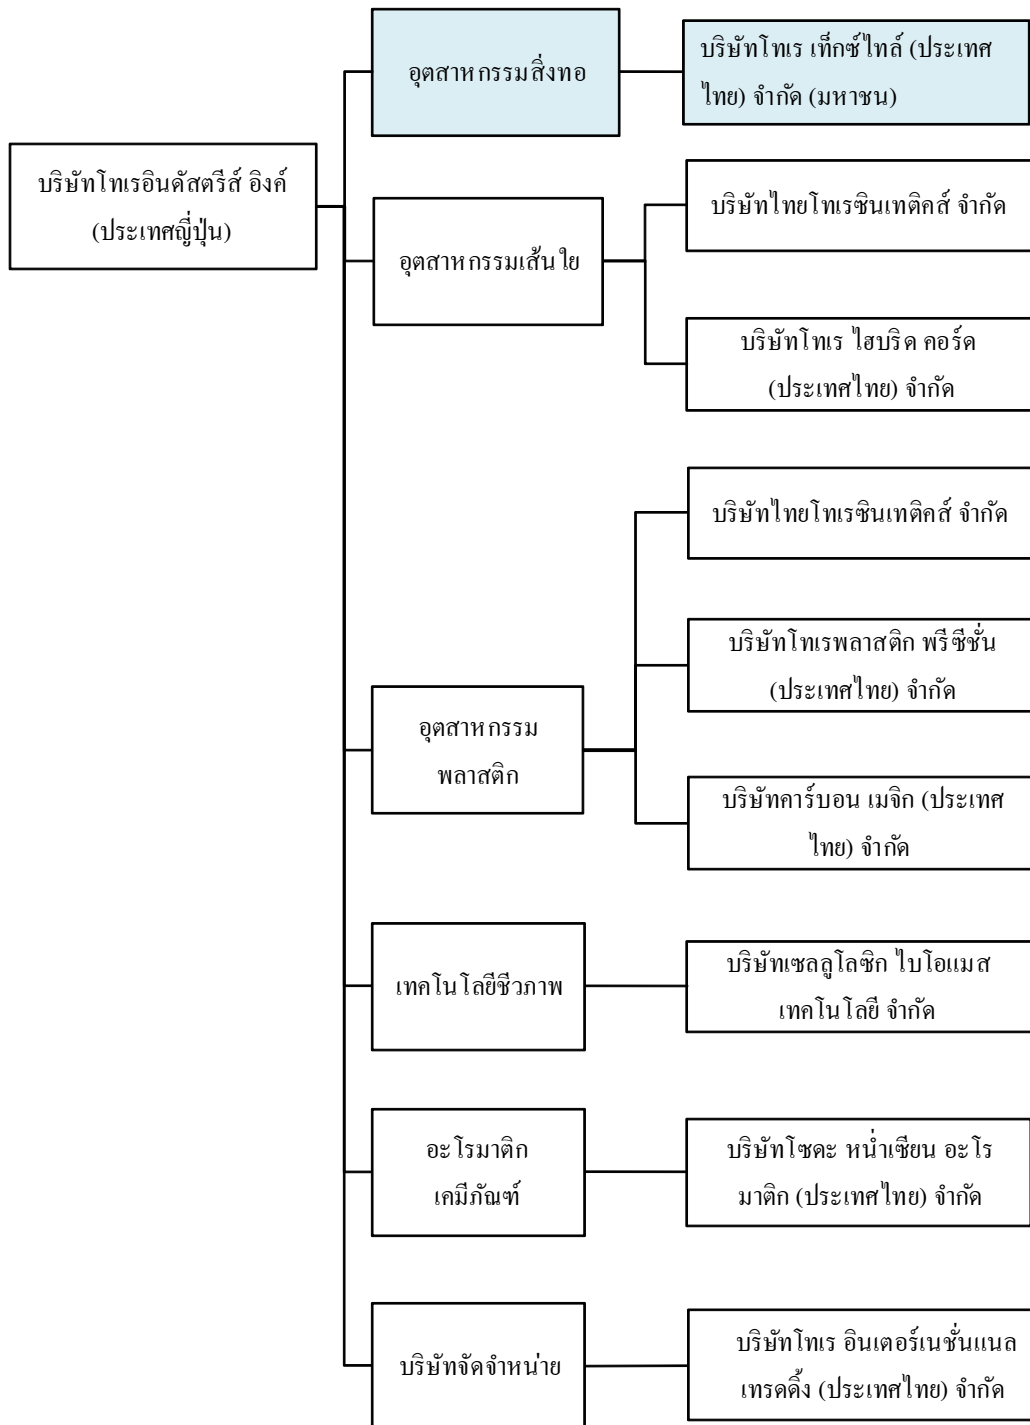 บริษัทโทเรอินดัสตรีส์ อิงค์
(ประเทศญี่ปุ่น)
อุตสาหกรรมสิ่งทอ
บริษัทโทเร เท็กซ์ไทล์ (ประเทศ
ไทย) จำกัด (มหาชน)
อุตสาหกรรมเส้นใย
บริษัทไทยโทเรซินเทติคส์ จำกัด
บริษัทโทเร ไฮบริด คอร์ด
(ประเทศไทย) จำกัด
อุตสาหกรรม
พลาสติก
บริษัทไทยโทเรซินเทติคส์ จำกัด
บริษัทโทเรพลาสติก พรีซีชั่น
(ประเทศไทย) จำกัด
บริษัทคาร์บอน เมจิก (ประเทศ
ไทย) จำกัด
เทคโนโลยีชีวภาพ
บริษัทเซลลูโลซิก ไบโอแมส
เทคโนโลยี จำกัด
อะโรมาติก
เคมีภัณฑ์
บริษัทโซดะ หน่ำเซียน อะโร
มาติก (ประเทศไทย) จำกัด
บริษัทจัดจำหน่าย
บริษัทโทเร อินเตอร์เนชั่นแนล
เทรดดิ้ง (ประเทศไทย) จำกัด